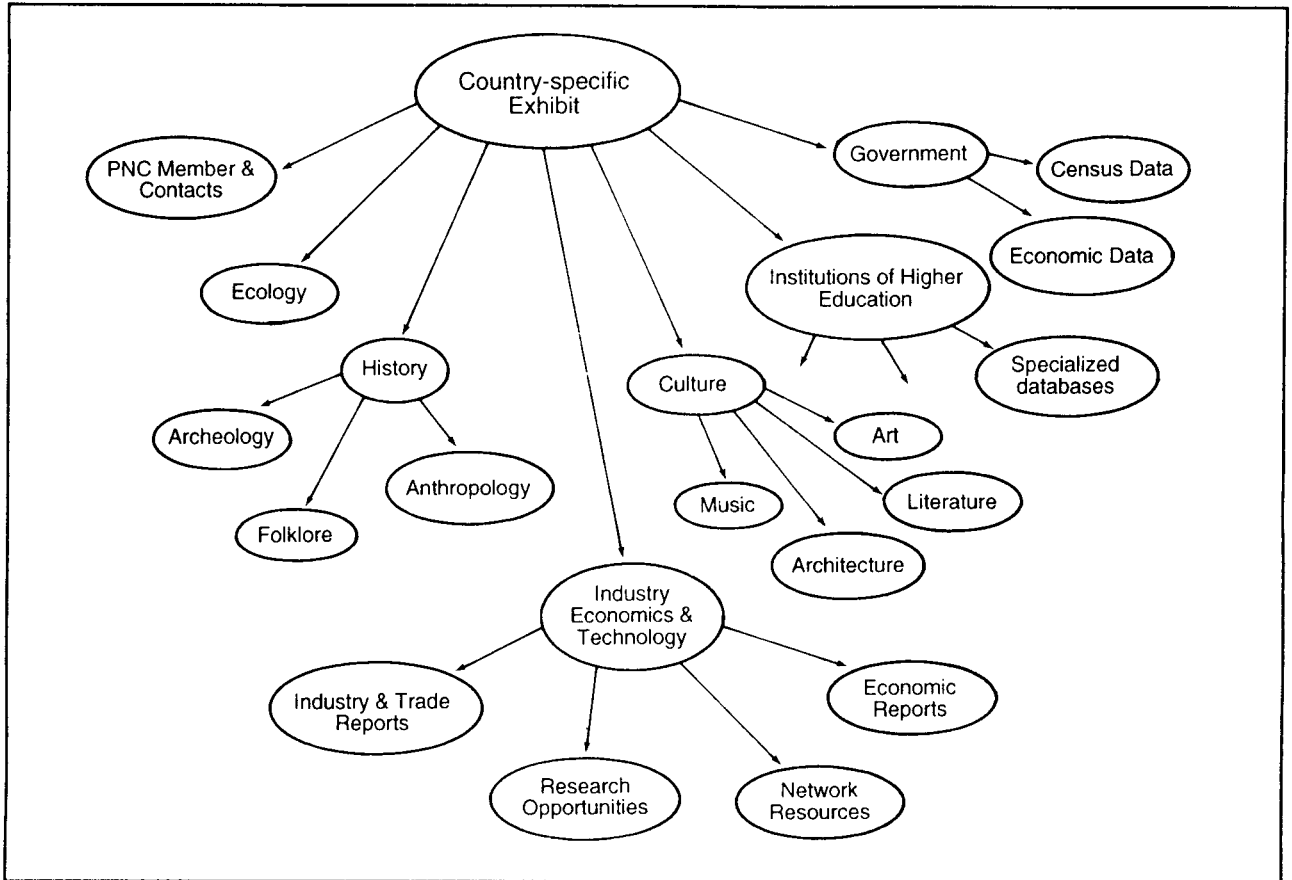 Country-specific
Exhibit
PNC Member &
Contacts
Government
Census Data
Economic Data
Ecology
Institutions of Higher
Education
History
Culture
Specialized
databases
Archeology
Anthropology
Folklore
Art
Music
Literature
Architecture
Industry
Economics &
Technology
Industry & Trade
Reports
Economic
Reports
Research
Opportunities
Network
Resources